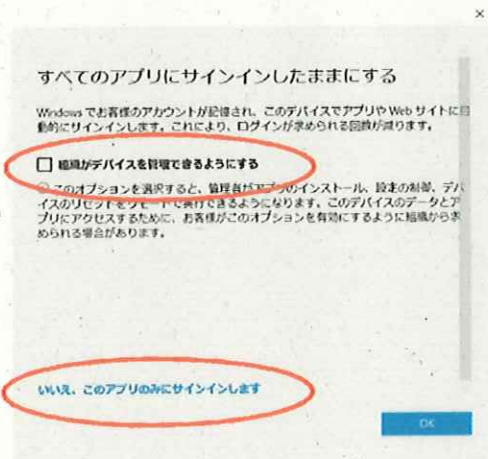 すべてのアプリにサインインしたままにする
Windows でお客様のアカウントが記憶され、このデバイスでアプリや Web サイトに自
動的にサインインします。これにより、ログインが求められる回数が減ります。
組織がデバイスを管理できるようにする
このオプションを選択すると、管理者がアプリのインストール、設定の制御、デバ
イスのリセットをリモートで実行できるようになります。このデバイスのデータとア
プリにアクセスするために、お客様がこのオプションを有効にするように組織から求
められる場合があります。
いいえ、このアプリのみにサインインします
OK